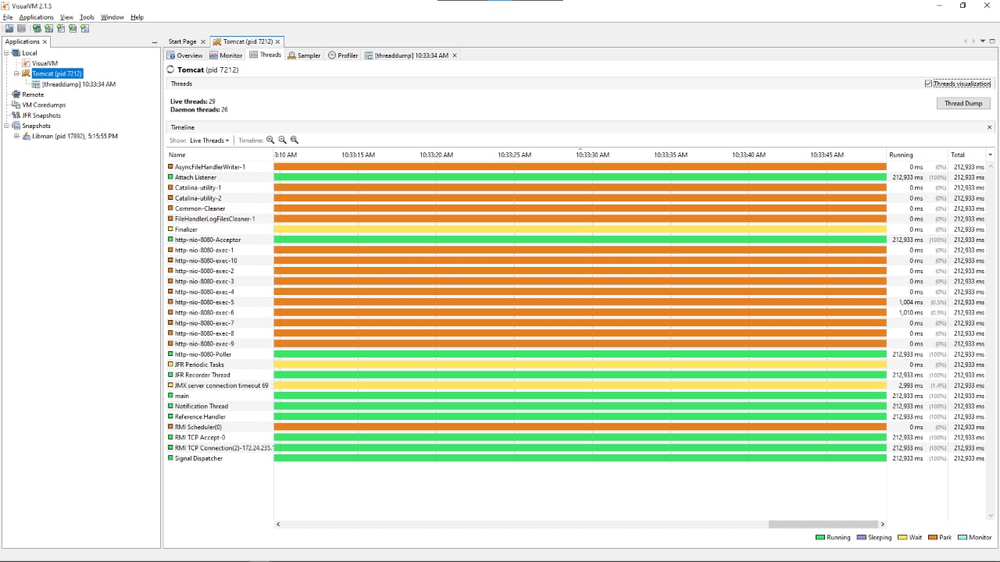 VisualVM 2.1.5
File Applications View Tools Window Help
Applications
Local
VisualVM
Tomcat (pid 7212)
[threaddump] 10:33:34 AM
Remote
VM Coredumps
JFR Snapshots
Snapshots
Libman (pid 17892), 5:15:55 PM
Start Page Tomcat (pid 7212)
Overview Monitor Threads Sampler Profiler [threaddump] 10:33:34 AM
Tomcat (pid 7212)
Threads Threads visualization
Live threads: 29
Daemon threads: 26
Thread Dump
Timeline
Show: Live Threads Timeline:
Name 3:10 AM 10:33:15 AM 10:33:20 AM 10:33:25 AM 10:33:30 AM 10:33:35 AM 10:33:40 AM 10:33:45 AM Running Total
AsyncFileHandlerWriter-1 0 ms (0%) 212,933 ms
Attach Listener 212,933 ms (100%) 212,933 ms
Catalina-utility-1 0 ms (0%) 212,933 ms
Catalina-utility-2 0 ms (0%) 212,933 ms
Common-Cleaner 0 ms (0%) 212,933 ms
FileHandlerLogFilesCleaner-1 0 ms (0%) 212,933 ms
Finalizer 0 ms (0%) 212,933 ms
http-nio-8080-Acceptor 212,933 ms (100%) 212,933 ms
http-nio-8080-exec-1 0 ms (0%) 212,933 ms
http-nio-8080-exec-10 0 ms (0%) 212,933 ms
http-nio-8080-exec-2 0 ms (0%) 212,933 ms
http-nio-8080-exec-3 0 ms (0%) 212,933 ms
http-nio-8080-exec-4 0 ms (0%) 212,933 ms
http-nio-8080-exec-5 1,004 ms (0.5%) 212,933 ms
http-nio-8080-exec-6 1,010 ms (0.5%) 212,933 ms
http-nio-8080-exec-7 0 ms (0%) 212,933 ms
http-nio-8080-exec-8 0 ms (0%) 212,933 ms
http-nio-8080-exec-9 0 ms (0%) 212,933 ms
http-nio-8080-Poller 212,933 ms (100%) 212,933 ms
JFR Periodic Tasks 0 ms (0%) 212,933 ms
JFR Recorder Thread 212,933 ms (100%) 212,933 ms
JMX server connection timeout 69 2,993 ms (1.4%) 212,933 ms
main 212,933 ms (100%) 212,933 ms
Notification Thread 212,933 ms (100%) 212,933 ms
Reference Handler 212,933 ms (100%) 212,933 ms
RMI Scheduler(0) 0 ms (0%) 212,933 ms
RMI TCP Accept-0 212,933 ms (100%) 212,933 ms
RMI TCP Connection(2)-172.24.235. 212,933 ms (100%) 212,933 ms
Signal Dispatcher 212,933 ms (100%) 212,933 ms
Running Sleeping Wait Park Monitor